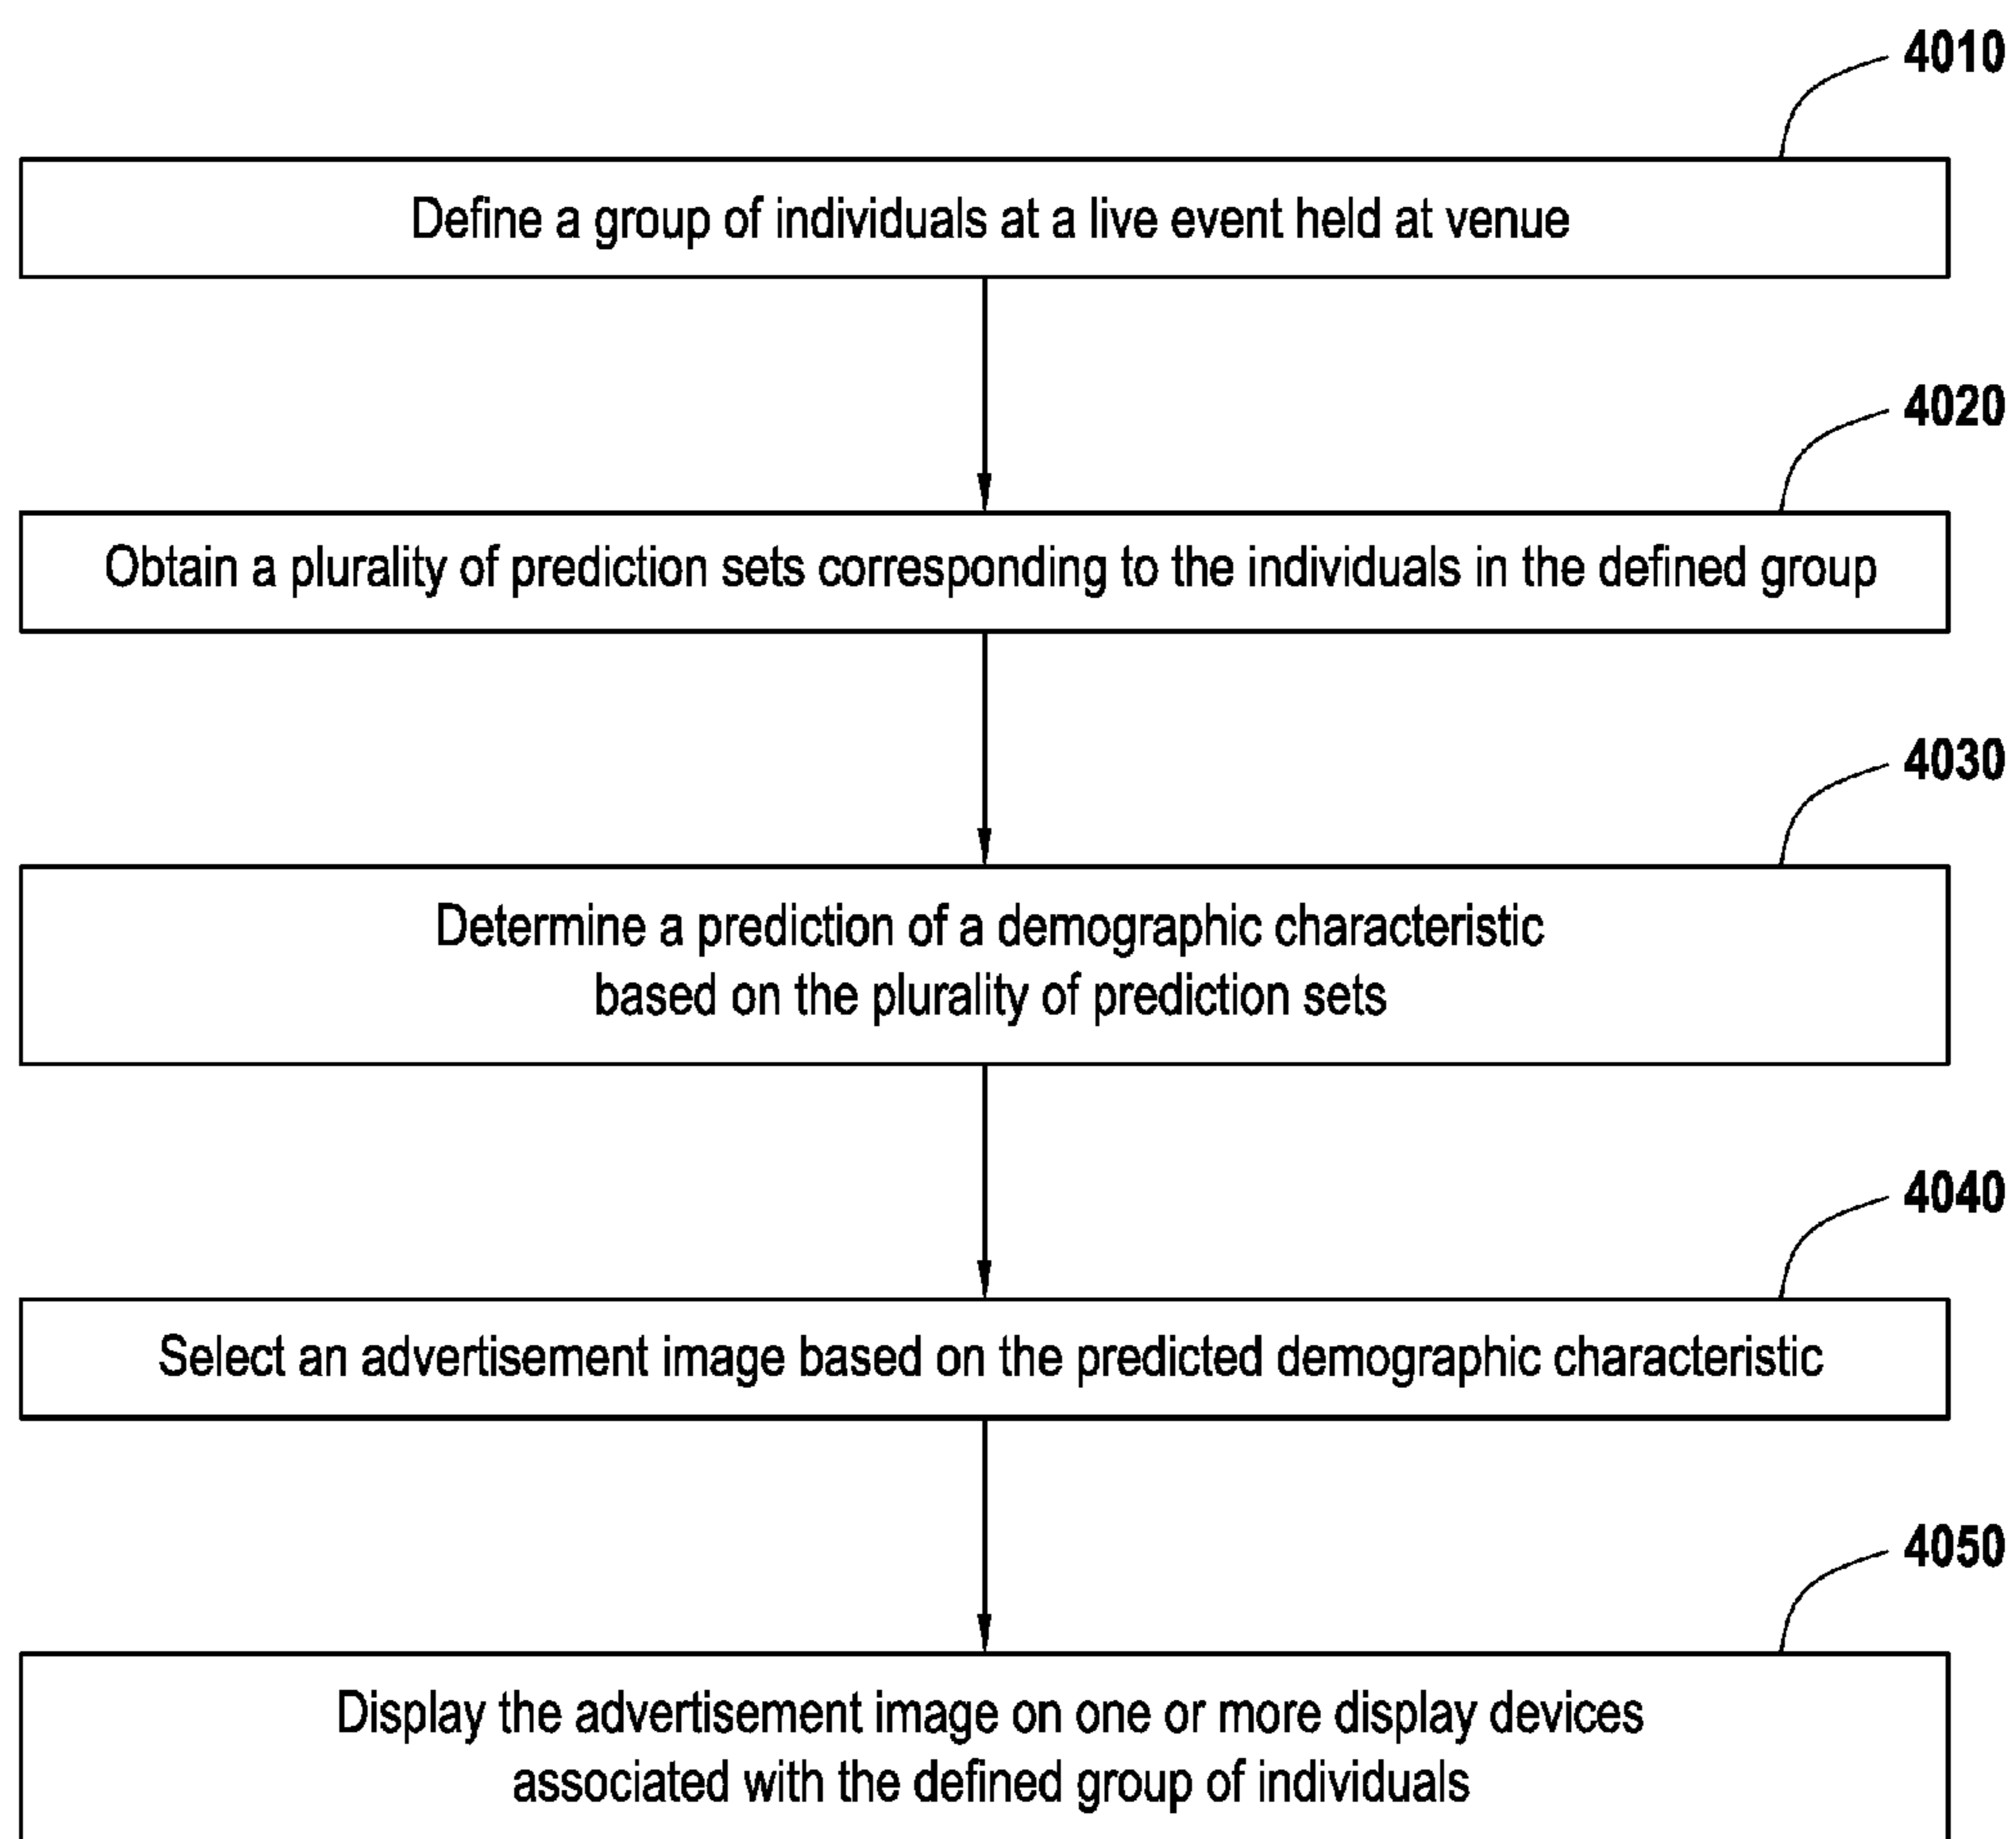 4010
Define a group of individuals at a live event held at venue
4020
Obtain a plurality of prediction sets corresponding to the individuals in the defined group
4030
Determine a prediction of a demographic characteristic
based on the plurality of prediction sets
4040
Select an advertisement image based on the predicted demographic characteristic
4050
Display the advertisement image on one or more display devices
associated with the defined group of individuals